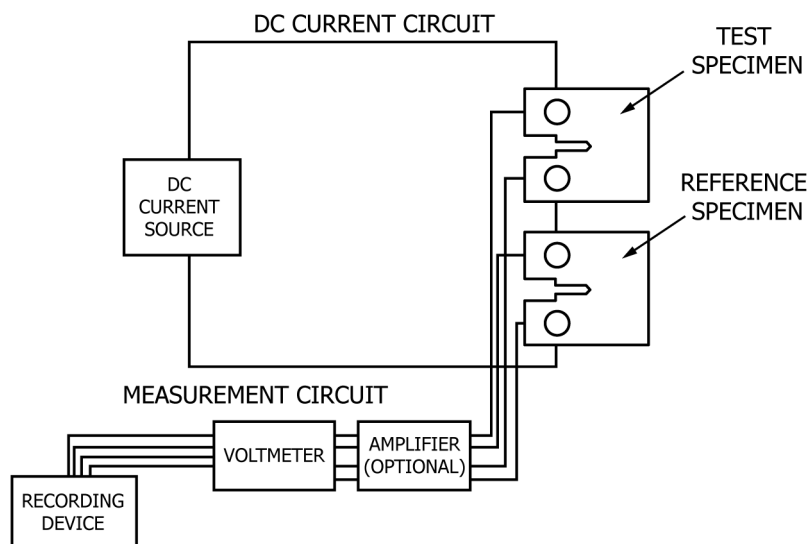 DC CURRENT CIRCUIT
TEST
SPECIMEN
DC
CURRENT
SOURCE
REFERENCE
SPECIMEN
MEASUREMENT CIRCUIT
VOLTMETER
AMPLIFIER
(OPTIONAL)
RECORDING
DEVICE